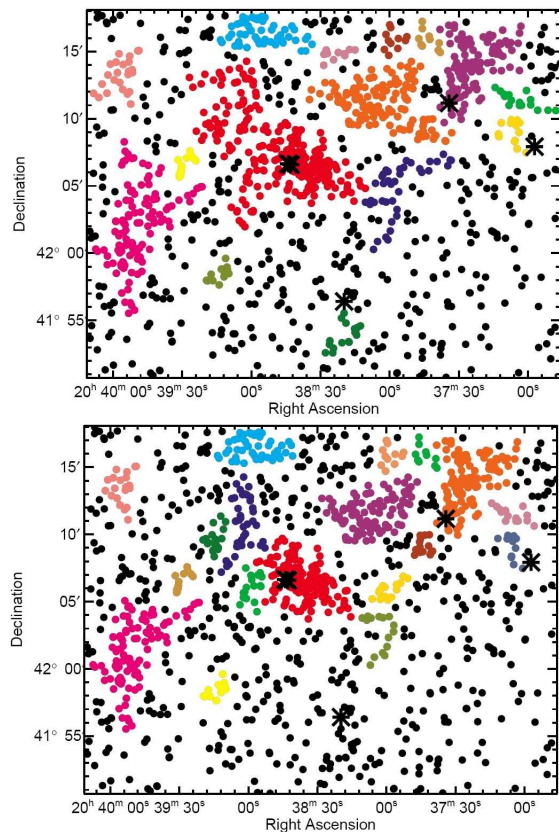 15'
10'
05'
42° 00'
41° 55'
Declination
20ʰ 40ᵐ 00ˢ 39ᵐ 30ˢ 00ˢ 38ᵐ 30ˢ 00ˢ 37ᵐ 30ˢ 00ˢ
Right Ascension
15'
10'
05'
42° 00'
41° 55'
Declination
20ʰ 40ᵐ 00ˢ 39ᵐ 30ˢ 00ˢ 38ᵐ 30ˢ 00ˢ 37ᵐ 30ˢ 00ˢ
Right Ascension